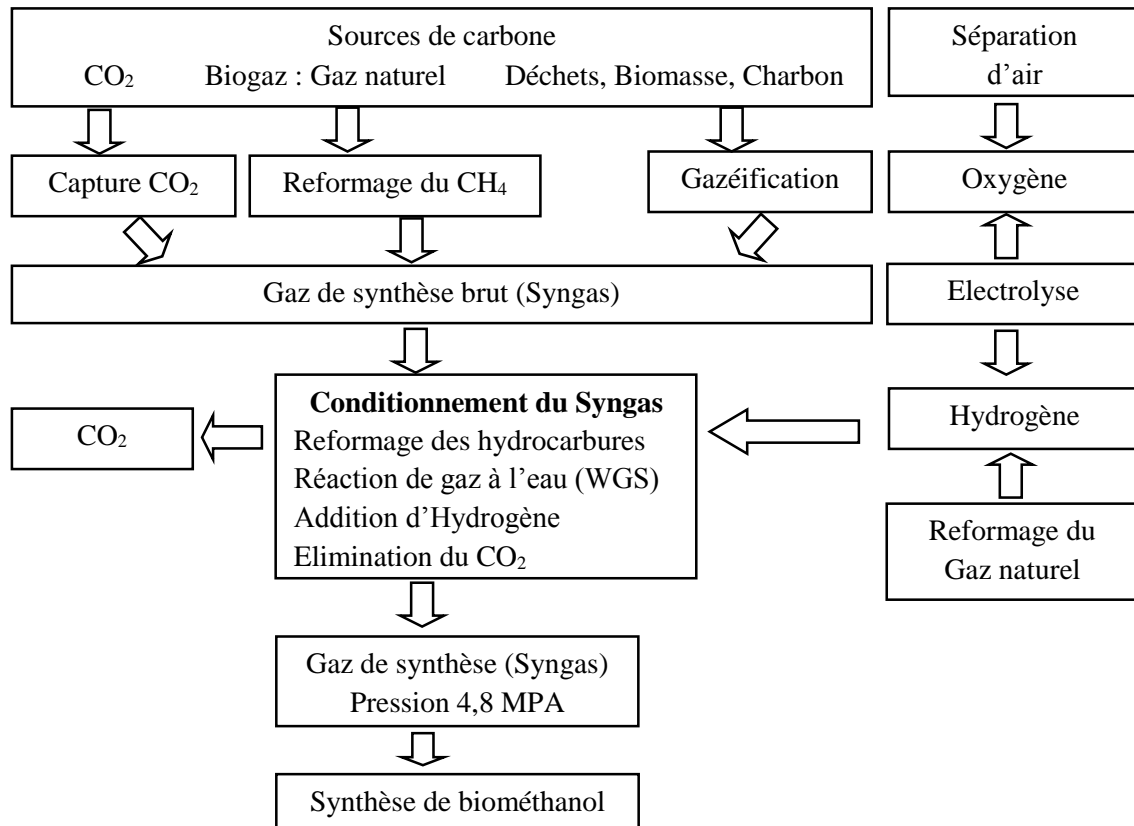 Sources de carbone
CO₂ Biogaz : Gaz naturel Déchets, Biomasse, Charbon
Séparation
d’air
Capture CO₂
Reformage du CH₄
Gazéification
Oxygène
Gaz de synthèse brut (Syngas)
Electrolyse
Conditionnement du Syngas
Reformage des hydrocarbures
Réaction de gaz à l’eau (WGS)
Addition d’Hydrogène
Elimination du CO₂
CO₂
Hydrogène
Reformage du
Gaz naturel
Gaz de synthèse (Syngas)
Pression 4,8 MPA
Synthèse de biométhanol